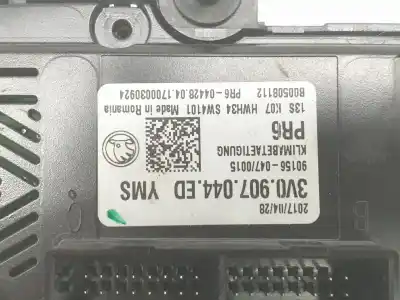 2017/04/28
3V0.907.044.ED YMS
90156-047/0015
KLIMABETAETIGUNG
PR6
13S K07 HWH34 SW4101 Made in Romania
B00508112 PR6-04428.04.1700030924